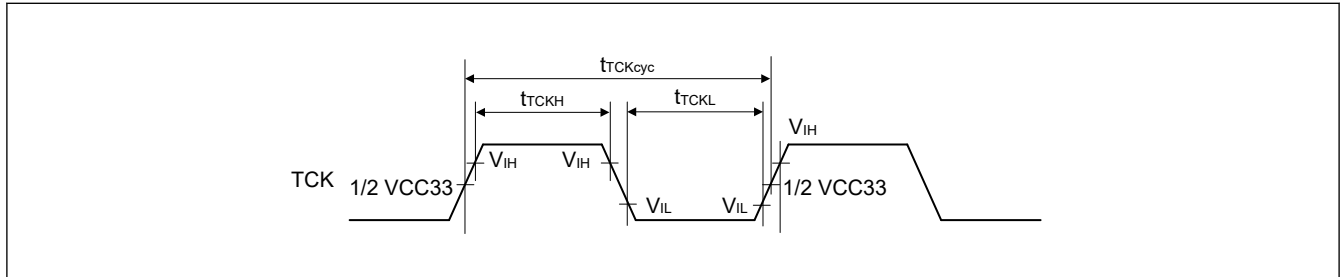 tTCKcyc
tTCKH
tTCKL
VIH
VIH
VIH
TCK
1/2 VCC33
1/2 VCC33
VIL
VIL